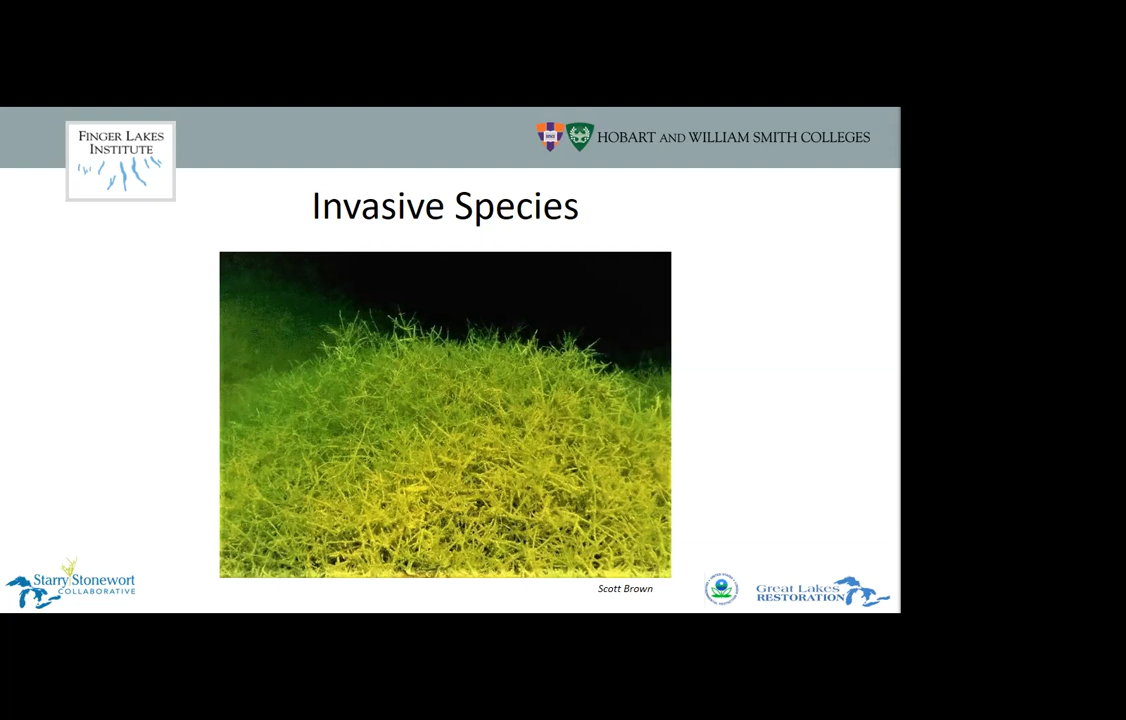 FINGER LAKES
INSTITUTE
HOBART AND WILLIAM SMITH COLLEGES
Invasive Species
Scott Brown
Starry Stonewort
COLLABORATIVE
Great Lakes
RESTORATION